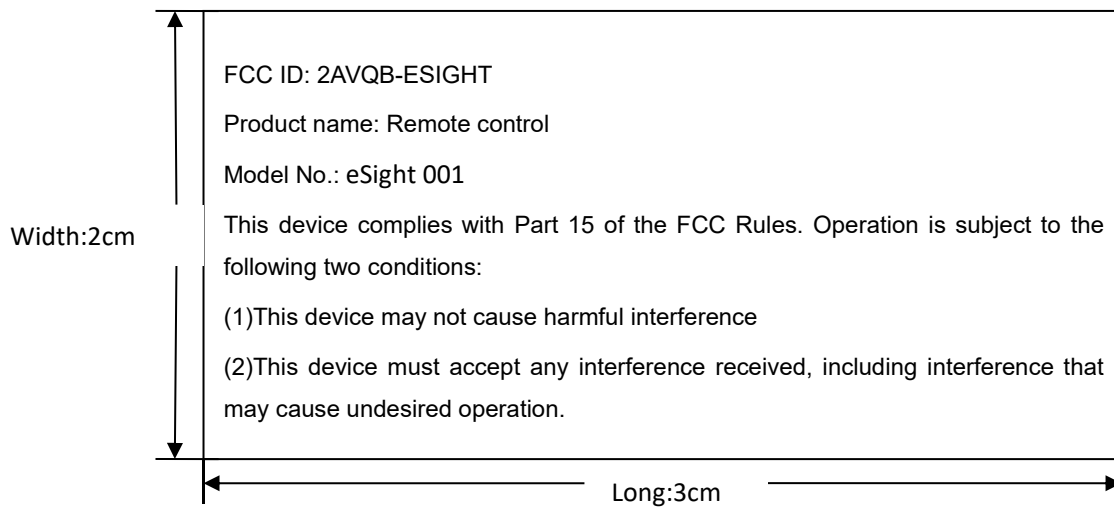 FCC ID: 2AVQB-ESIGHT
Product name: Remote control
Model No.: eSight 001
Width:2cm
This device complies with Part 15 of the FCC Rules. Operation is subject to the
following two conditions:
(1)This device may not cause harmful interference
(2)This device must accept any interference received, including interference that
may cause undesired operation.
Long:3cm